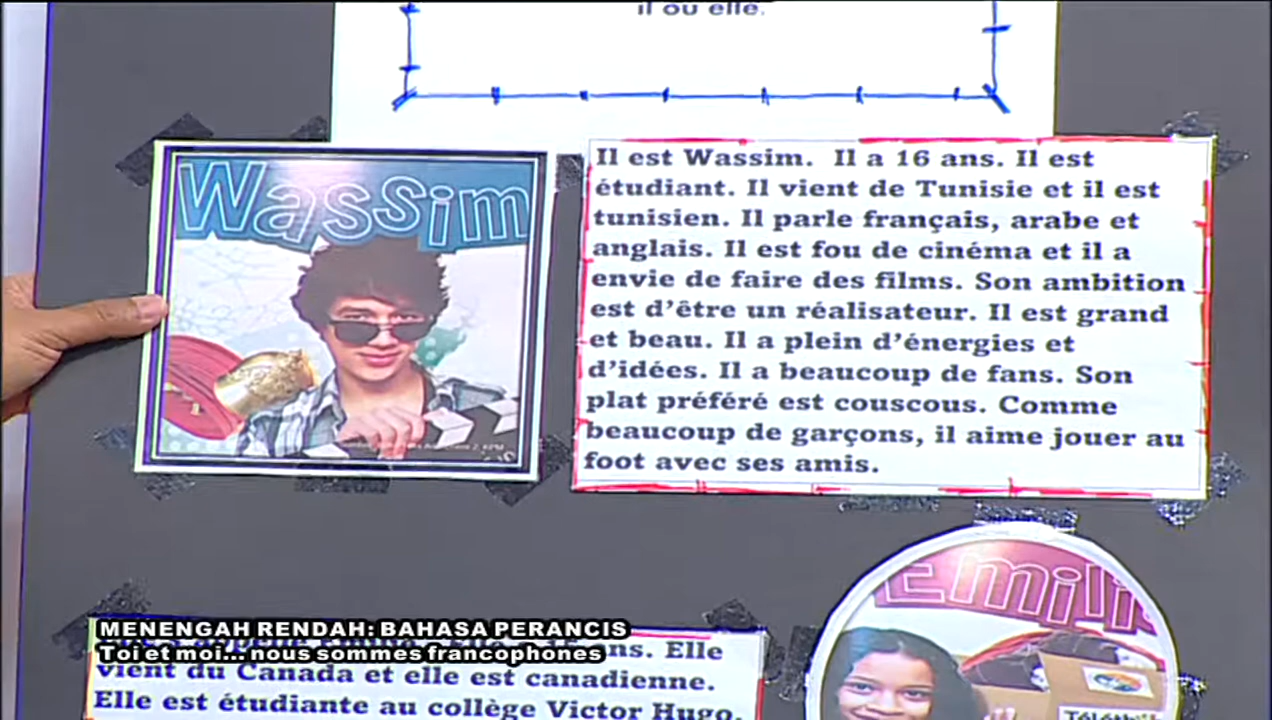 il ou elle.
Wassim
Il est Wassim. Il a 16 ans. Il est
étudiant. Il vient de Tunisie et il est
tunisien. Il parle français, arabe et
anglais. Il est fou de cinéma et il a
envie de faire des films. Son ambition
est d'être un réalisateur. Il est grand
et beau. Il a plein d'énergies et
d'idées. Il a beaucoup de fans. Son
plat préféré est couscous. Comme
beaucoup de garçons, il aime jouer au
foot avec ses amis.
MENENGAH RENDAH: BAHASA PERANCIS
Toi et moi... nous sommes francophones
ans. Elle
vient du Canada et elle est canadienne.
Elle est étudiante au collège Victor Hugo.